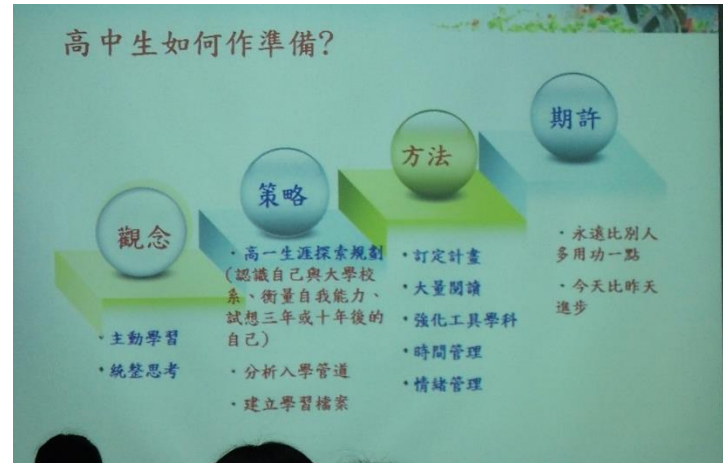 高中生如何作準備?
觀念
・主動學習
・統整思考
策略
・高一生涯探索規劃
(認識自己與大學校
系、衡量自我能力、
試想三年或十年後的
自己)
・分析入學管道
・建立學習檔案
方法
・訂定計畫
・大量閱讀
・強化工具學科
・時間管理
・情緒管理
期許
・永遠比別人
多用功一點
・今天比昨天
進步